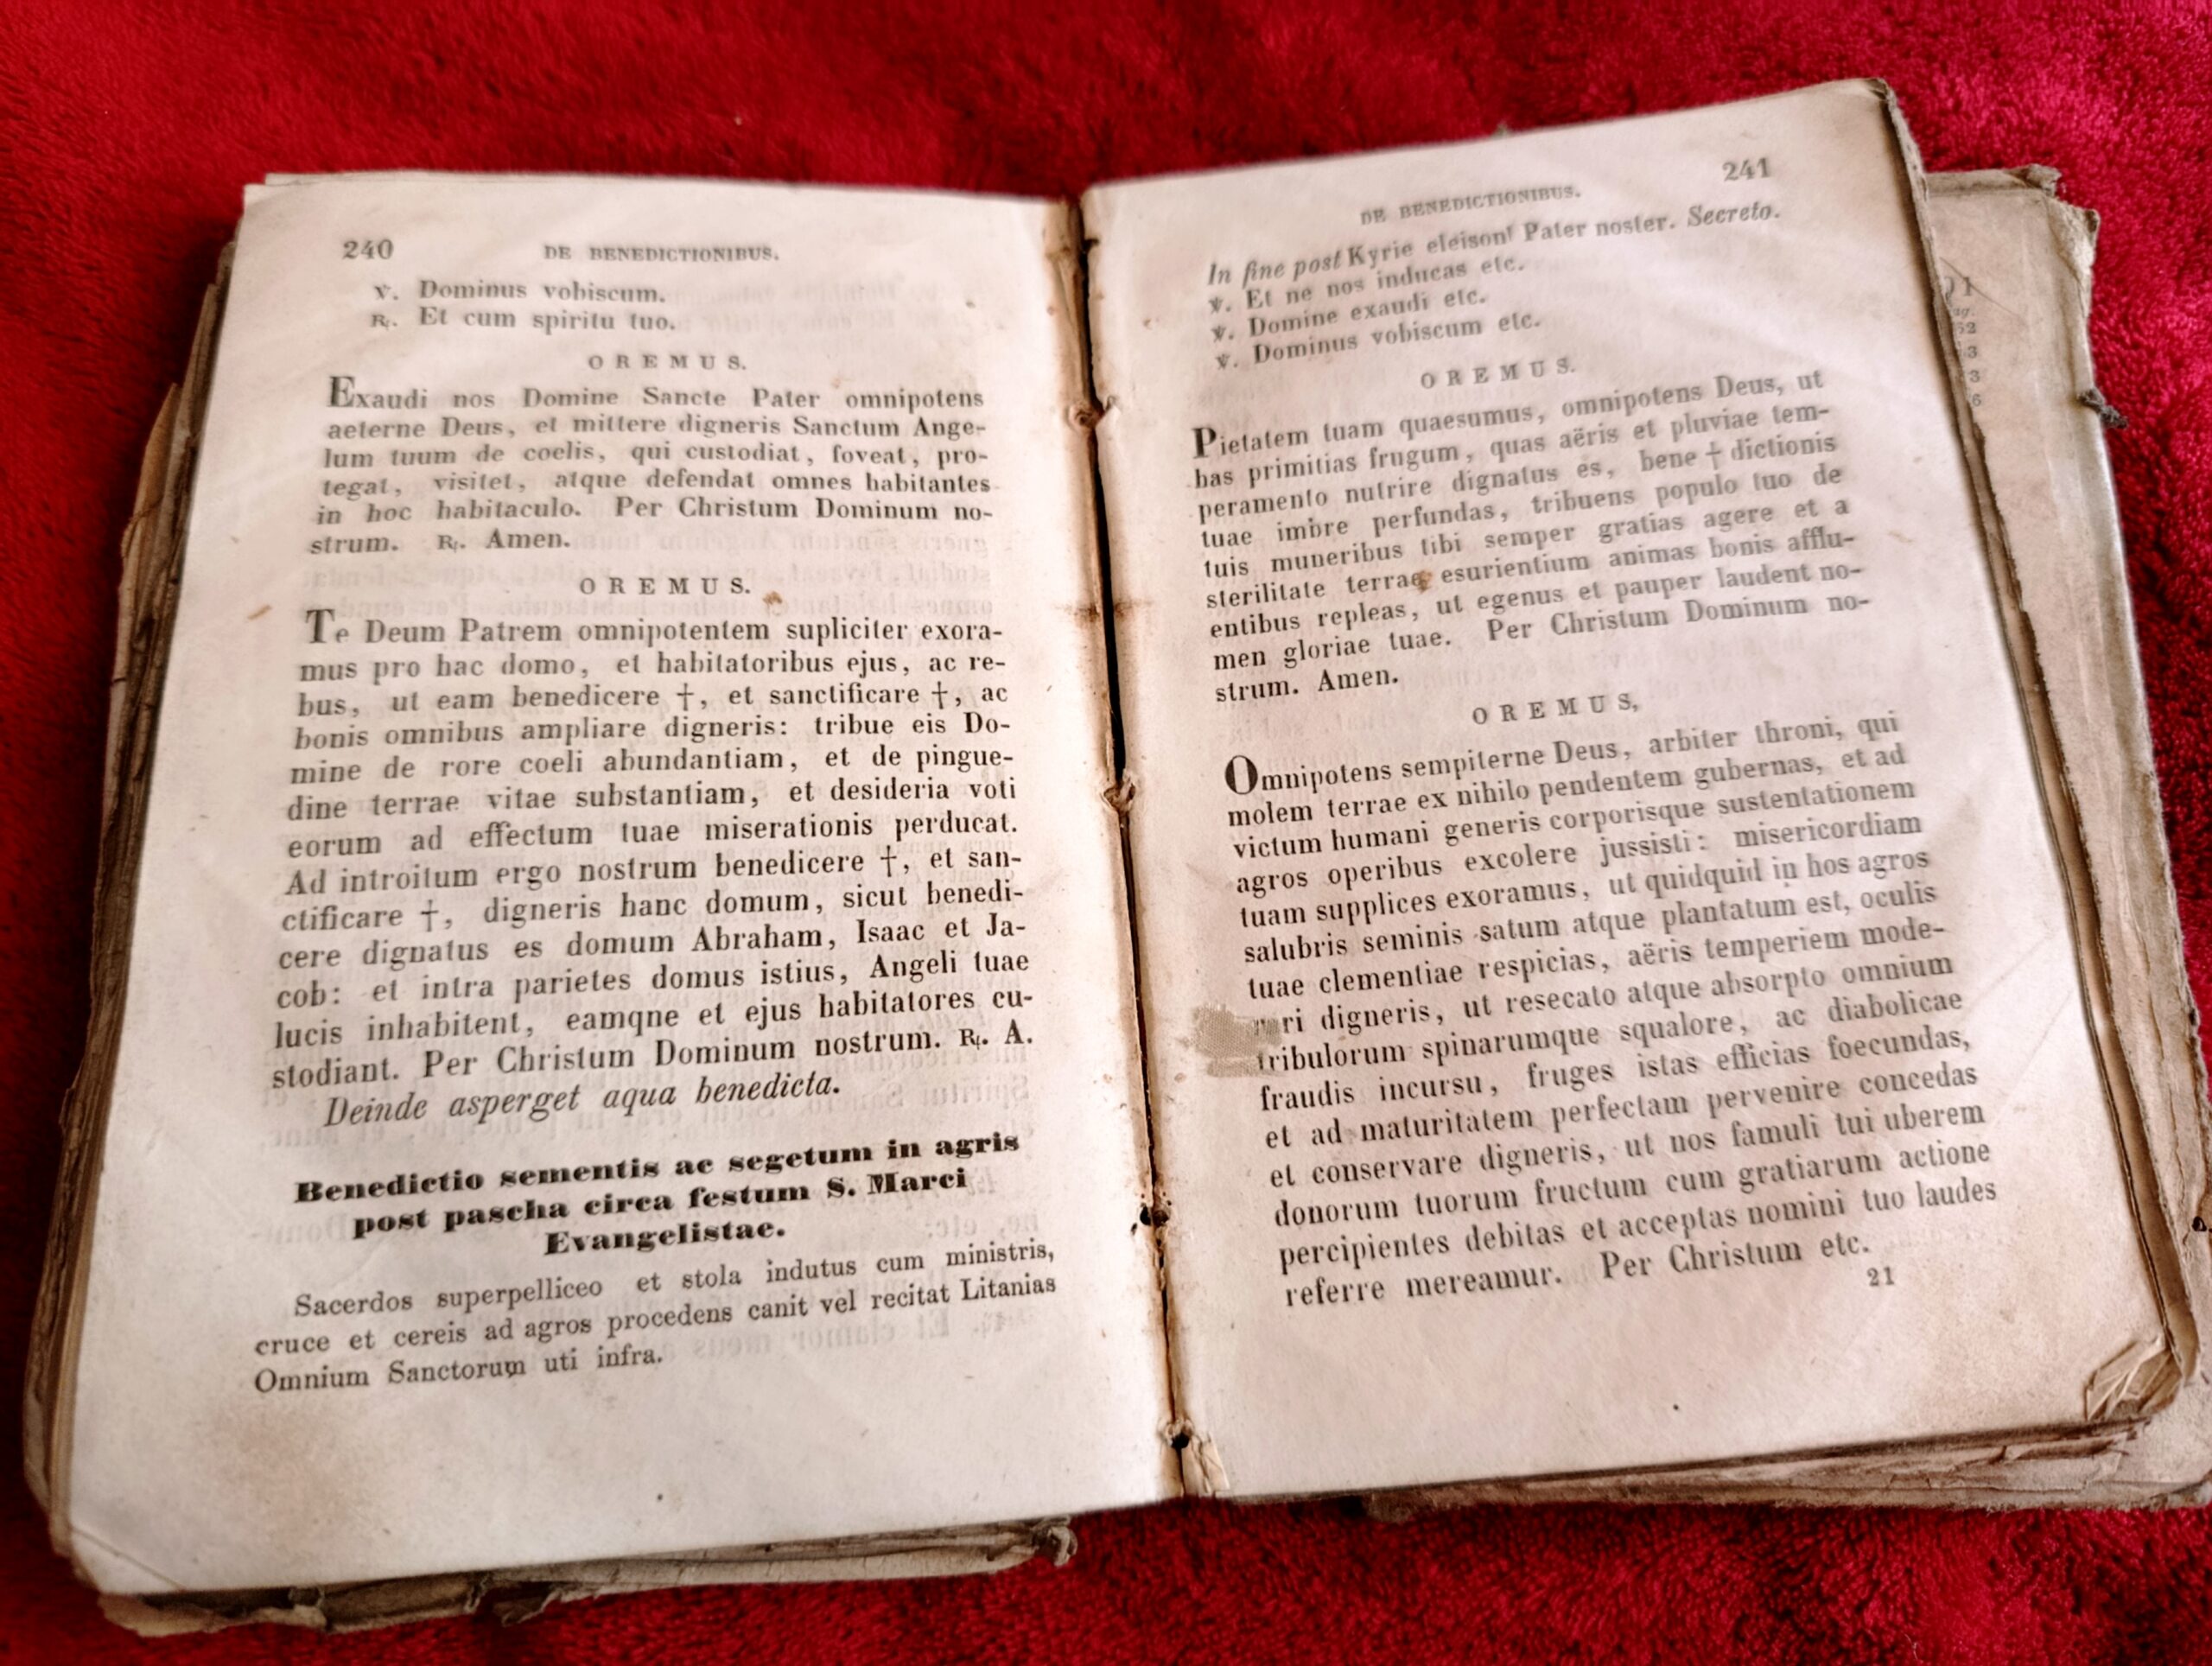 240 DE BENEDICTIONIBUS.
℣. Dominus vobiscum.
℟. Et cum spiritu tuo.
OREMUS.
Exaudi nos Domine Sancte Pater omnipotens
aeterne Deus, et mittere digneris Sanctum Ange-
lum tuum de coelis, qui custodiat, foveat, pro-
tegat, visitet, atque defendat omnes habitantes
in hoc habitaculo. Per Christum Dominum no-
strum. ℟. Amen.
OREMUS.
Te Deum Patrem omnipotentem supliciter exora-
mus pro hac domo, et habitatoribus ejus, ac re-
bus, ut eam benedicere †, et sanctificare †, ac
bonis omnibus ampliare digneris: tribue eis Do-
mine de rore coeli abundantiam, et de pingue-
dine terrae vitae substantiam, et desideria voti
eorum ad effectum tuae miserationis perducat.
Ad introitum ergo nostrum benedicere †, et san-
ctificare †, digneris hanc domum, sicut benedi-
cere dignatus es domum Abraham, Isaac et Ja-
cob: et intra parietes domus istius, Angeli tuae
lucis inhabitent, eamqne et ejus habitatores cu-
stodiant. Per Christum Dominum nostrum. ℟. A.
Deinde asperget aqua benedicta.
Benedictio sementis ac segetum in agris
post pascha circa festum S. Marci
Evangelistae.
Sacerdos superpelliceo et stola indutus cum ministris,
cruce et cereis ad agros procedens canit vel recitat Litanias
Omnium Sanctorum uti infra.
DE BENEDICTIONIBUS. 241
In fine post Kyrie eleison! Pater noster. Secreto.
℣. Et ne nos inducas etc.
℣. Domine exaudi etc.
℣. Dominus vobiscum etc.
OREMUS.
Pietatem tuam quaesumus, omnipotens Deus, ut
has primitias frugum, quas aëris et pluviae tem-
peramento nutrire dignatus es, bene † dictionis
tuae imbre perfundas, tribuens populo tuo de
tuis muneribus tibi semper gratias agere et a
sterilitate terrae esurientium animas bonis afflu-
entibus repleas, ut egenus et pauper laudent no-
men gloriae tuae. Per Christum Dominum no-
strum. Amen.
OREMUS,
Omnipotens sempiterne Deus, arbiter throni, qui
molem terrae ex nihilo pendentem gubernas, et ad
victum humani generis corporisque sustentationem
agros operibus excolere jussisti: misericordiam
tuam supplices exoramus, ut quidquid in hos agros
salubris seminis satum atque plantatum est, oculis
tuae clementiae respicias, aëris temperiem mode-
rari digneris, ut resecato atque absorpto omnium
tribulorum spinarumque squalore, ac diabolicae
fraudis incursu, fruges istas efficias foecundas,
et ad maturitatem perfectam pervenire concedas
et conservare digneris, ut nos famuli tui uberem
donorum tuorum fructum cum gratiarum actione
percipientes debitas et acceptas nomini tuo laudes
referre mereamur. Per Christum etc.
21